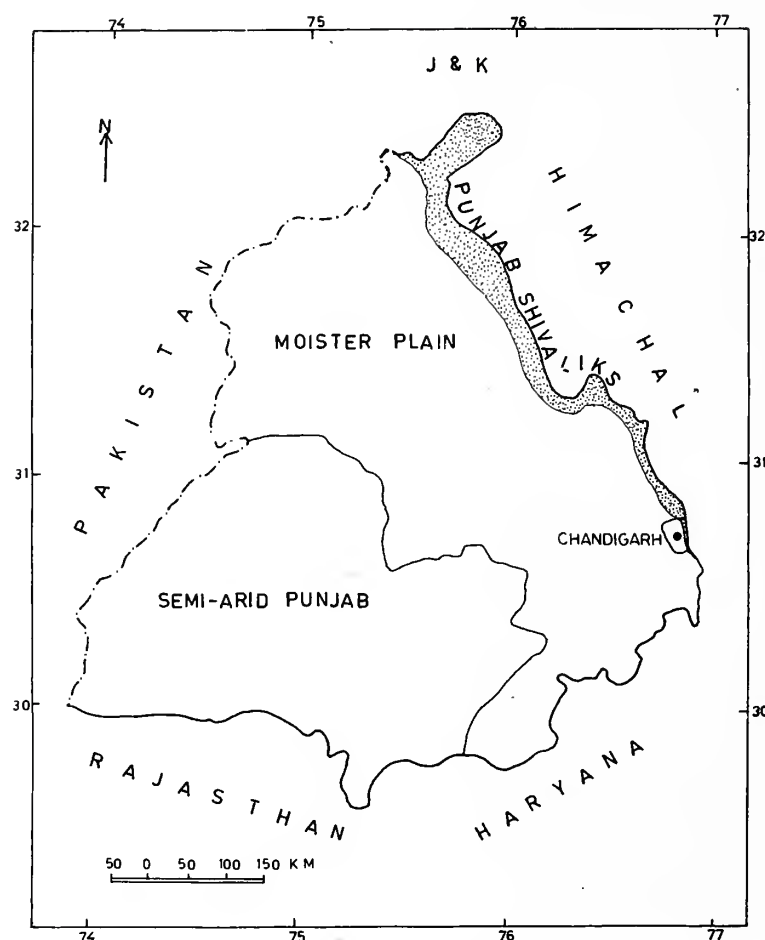 74 75 76 77
J & K
N
HIMACHAL
PUNJAB SHIVALIKS
32 32
PAKISTAN
MOISTER PLAIN
31 31
CHANDIGARH
SEMI-ARID PUNJAB
30 30
RAJASTHAN
HARYANA
50 0 50 100 150 KM
74 75 76 77